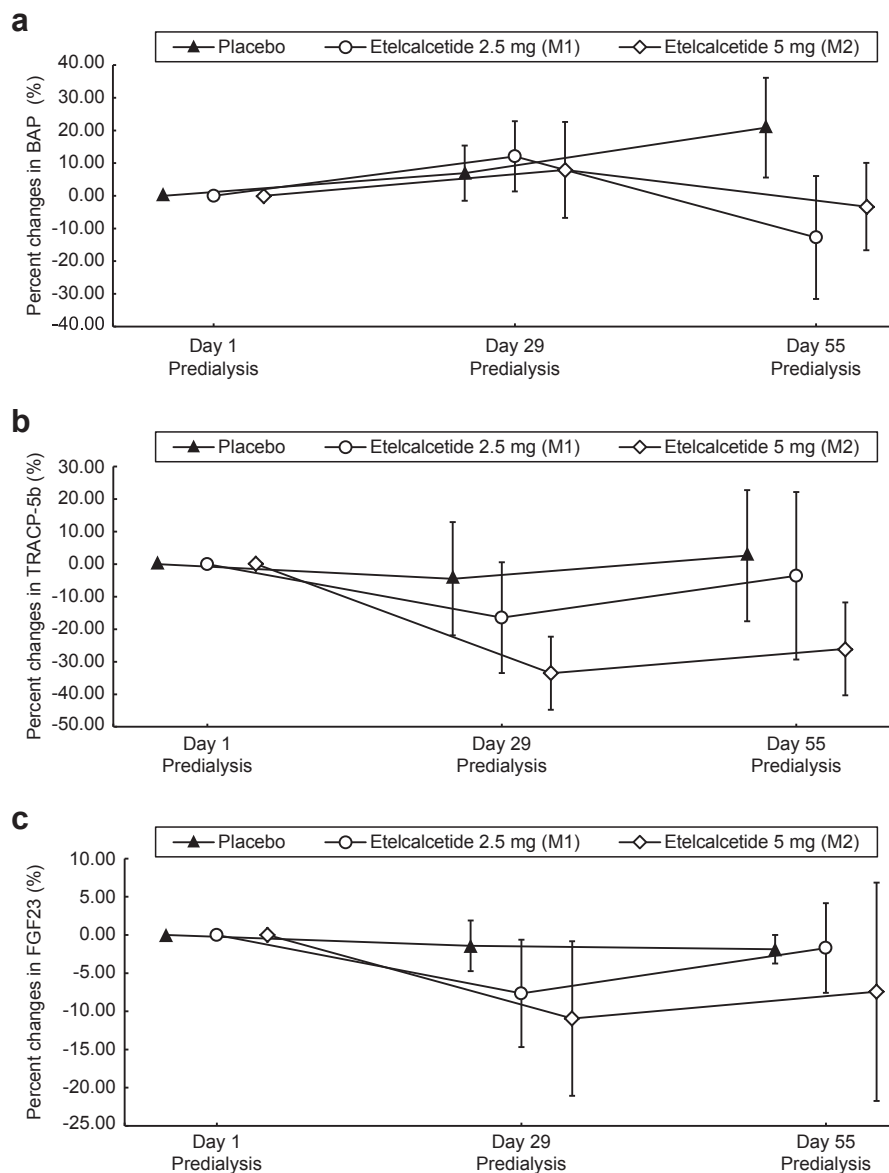 a
Placebo Etelcalcetide 2.5 mg (M1) Etelcalcetide 5 mg (M2)
Percent changes in BAP (%)
40.00
30.00
20.00
10.00
0.00
-10.00
-20.00
-30.00
-40.00
Day 1 Day 29 Day 55
Predialysis Predialysis Predialysis
b
Placebo Etelcalcetide 2.5 mg (M1) Etelcalcetide 5 mg (M2)
Percent changes in TRACP-5b (%)
30.00
20.00
10.00
0.00
-10.00
-20.00
-30.00
-40.00
-50.00
Day 1 Day 29 Day 55
Predialysis Predialysis Predialysis
c
Placebo Etelcalcetide 2.5 mg (M1) Etelcalcetide 5 mg (M2)
Percent changes in FGF23 (%)
10.00
5.00
0.00
-5.00
-10.00
-15.00
-20.00
-25.00
Day 1 Day 29 Day 55
Predialysis Predialysis Predialysis